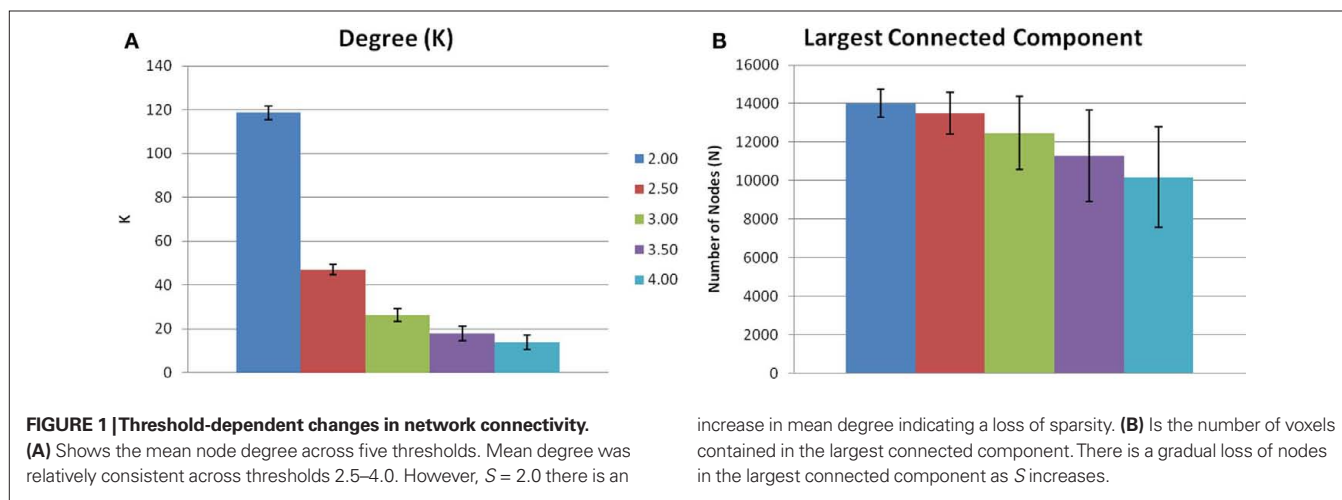 A
Degree (K)
140
120
100
80
60
40
20
0
K
2.00
2.50
3.00
3.50
4.00
B
Largest Connected Component
16000
14000
12000
10000
8000
6000
4000
2000
0
Number of Nodes (N)
FIGURE 1 | Threshold-dependent changes in network connectivity.
(A) Shows the mean node degree across five thresholds. Mean degree was
relatively consistent across thresholds 2.5–4.0. However, S = 2.0 there is an
increase in mean degree indicating a loss of sparsity. (B) Is the number of voxels
contained in the largest connected component. There is a gradual loss of nodes
in the largest connected component as S increases.